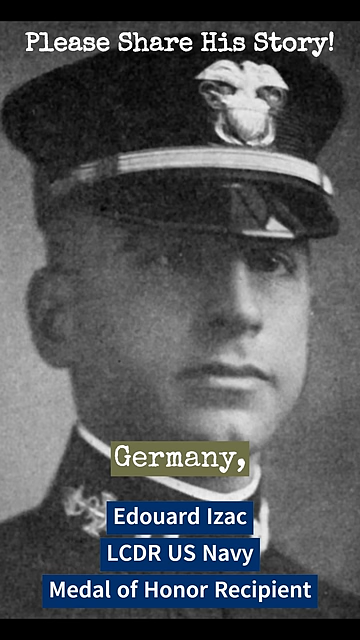 Please Share His Story!
Germany,
Edouard Izac
LCDR US Navy
Medal of Honor Recipient